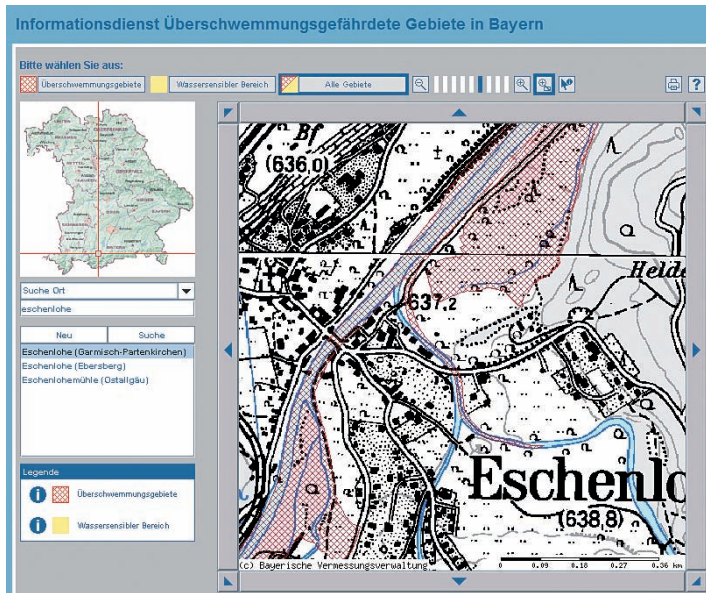 Informationsdienst Überschwemmungsgefährdete Gebiete in Bayern
Bitte wählen Sie aus:
Überschwemmungsgebiete Wassersensibler Bereich Alle Gebiete ?
Suche Ort
eschenlohe
Neu Suche
Eschenlohe (Garmisch-Partenkirchen)
Eschenlohe (Ebersberg)
Eschenlohemühle (Ostallgäu)
Legende
Überschwemmungsgebiete
Wassersensibler Bereich
Bf
(636,0)
Helde
637.2
Eschenlo
(638,8)
(c) Bayerische Vermessungsverwaltung
0 0.09 0.18 0.27 0.36 km